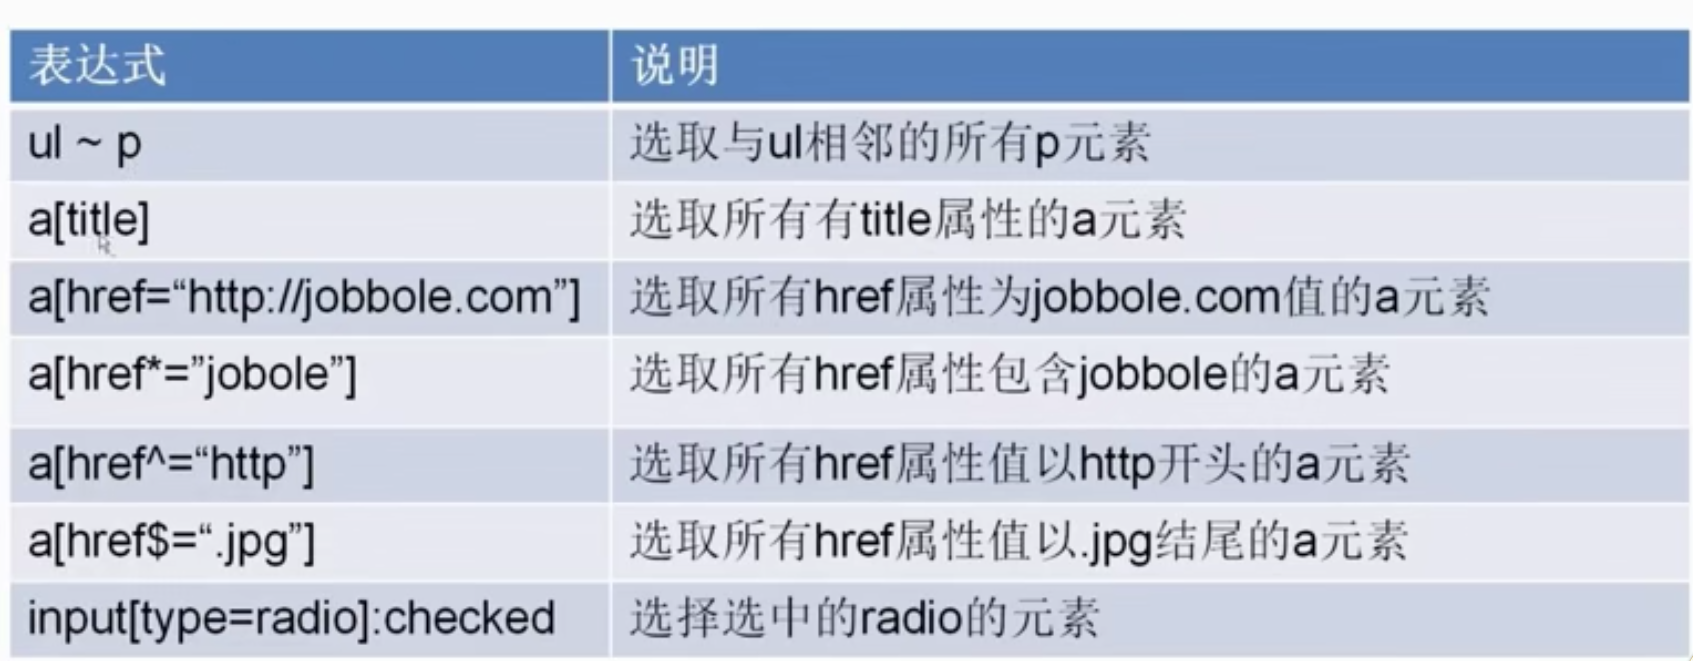 表达式 说明
ul ~ p 选取与ul相邻的所有p元素
a[title] 选取所有有title属性的a元素
a[href=“http://jobbole.com”] 选取所有href属性为jobbole.com值的a元素
a[href*=”jobole”] 选取所有href属性包含jobbole的a元素
a[href^=“http”] 选取所有href属性值以http开头的a元素
a[href$=“.jpg”] 选取所有href属性值以.jpg结尾的a元素
input[type=radio]:checked 选择选中的radio的元素